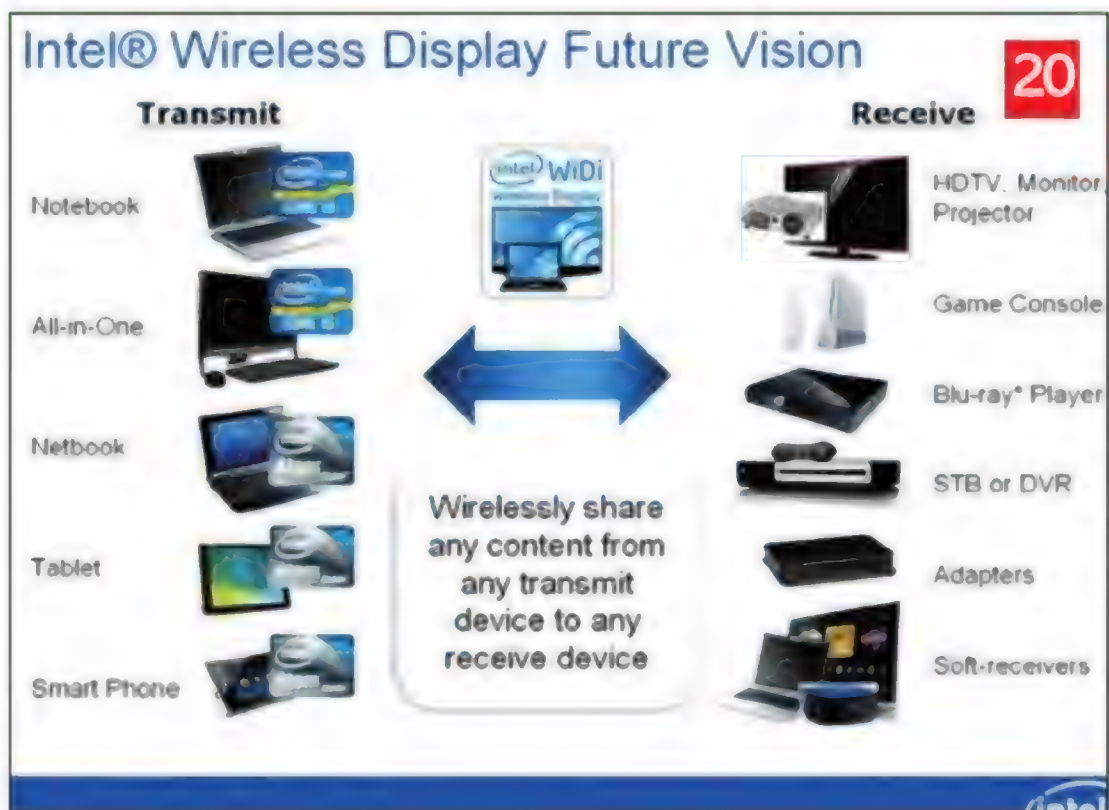 Intel® Wireless Display Future Vision
20
Transmit
Receive
Notebook
All-in-One
Netbook
Tablet
Smart Phone
intel WiDi
Wirelessly share
any content from
any transmit
device to any
receive device
HDTV, Monitor,
Projector
Game Console
Blu-ray* Player
STB or DVR
Adapters
Soft-receivers
intel